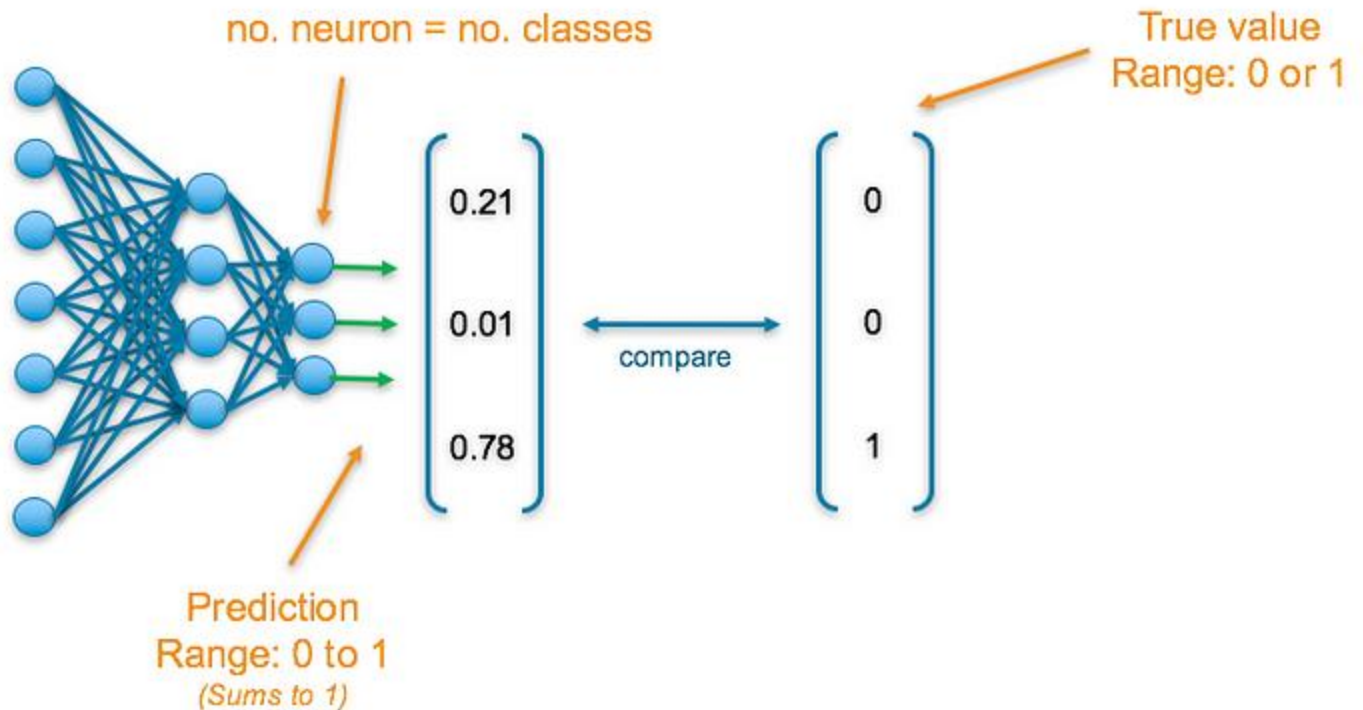 no. neuron = no. classes
True value
Range: 0 or 1
0.21
0.01
0.78
compare
0
0
1
Prediction
Range: 0 to 1
(Sums to 1)